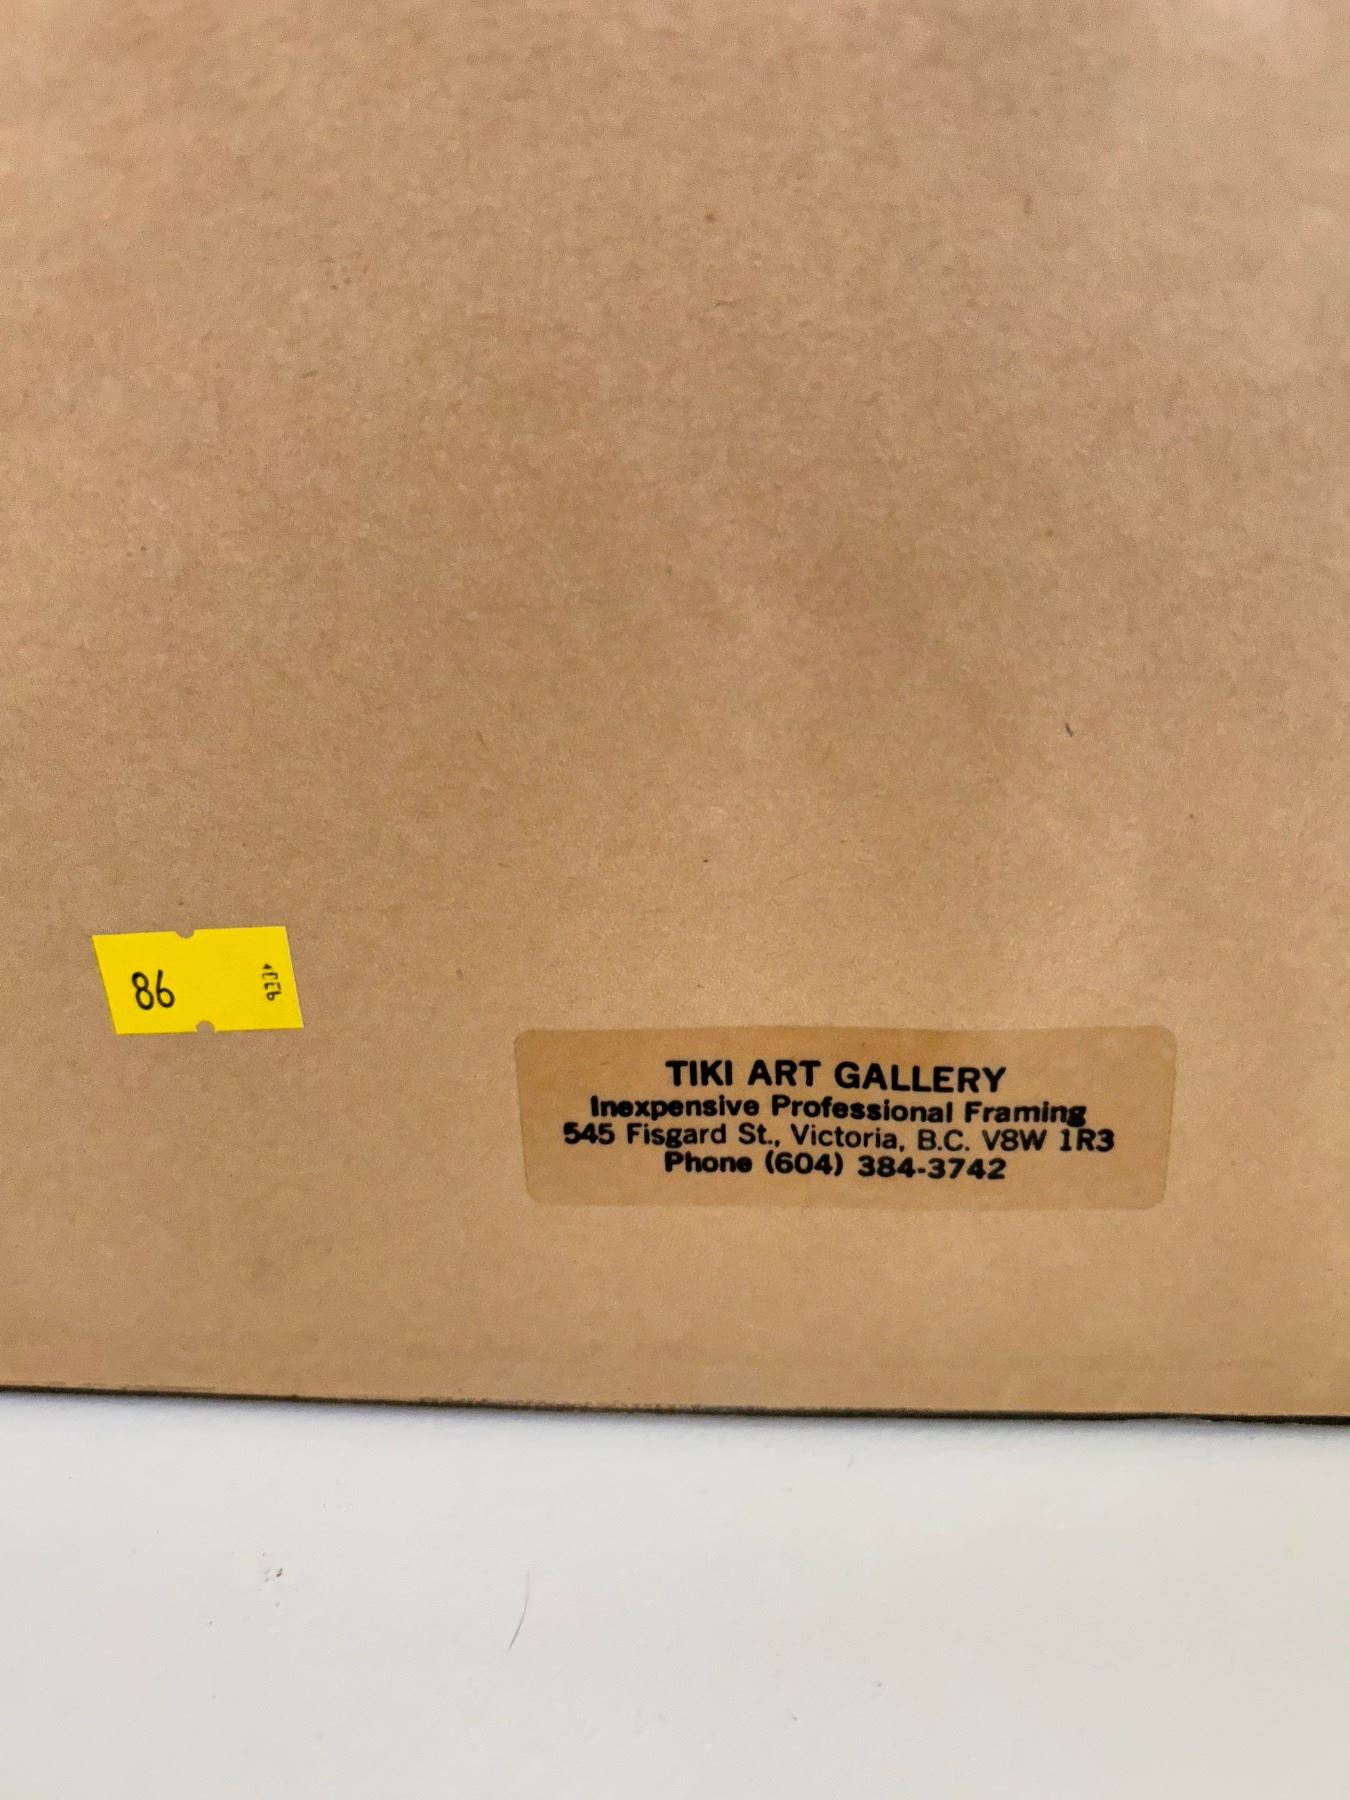 86
TIKI ART GALLERY
Inexpensive Professional Framing
545 Fisgard St., Victoria, B.C. V8W 1R3
Phone (604) 384-3742